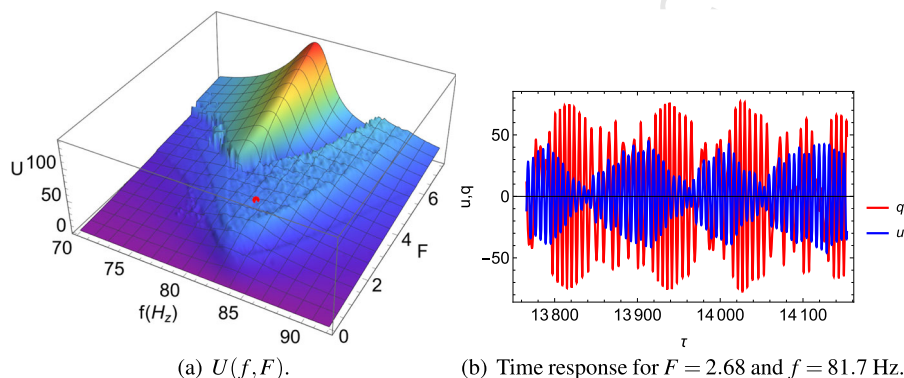 U
100
50
0
70
75
80
85
90
f(Hz)
0
2
4
6
F
u,q
50
0
−50
13 800
13 900
14 000
14 100
τ
q
u
(a) U(f,F).
(b) Time response for F = 2.68 and f = 81.7 Hz.